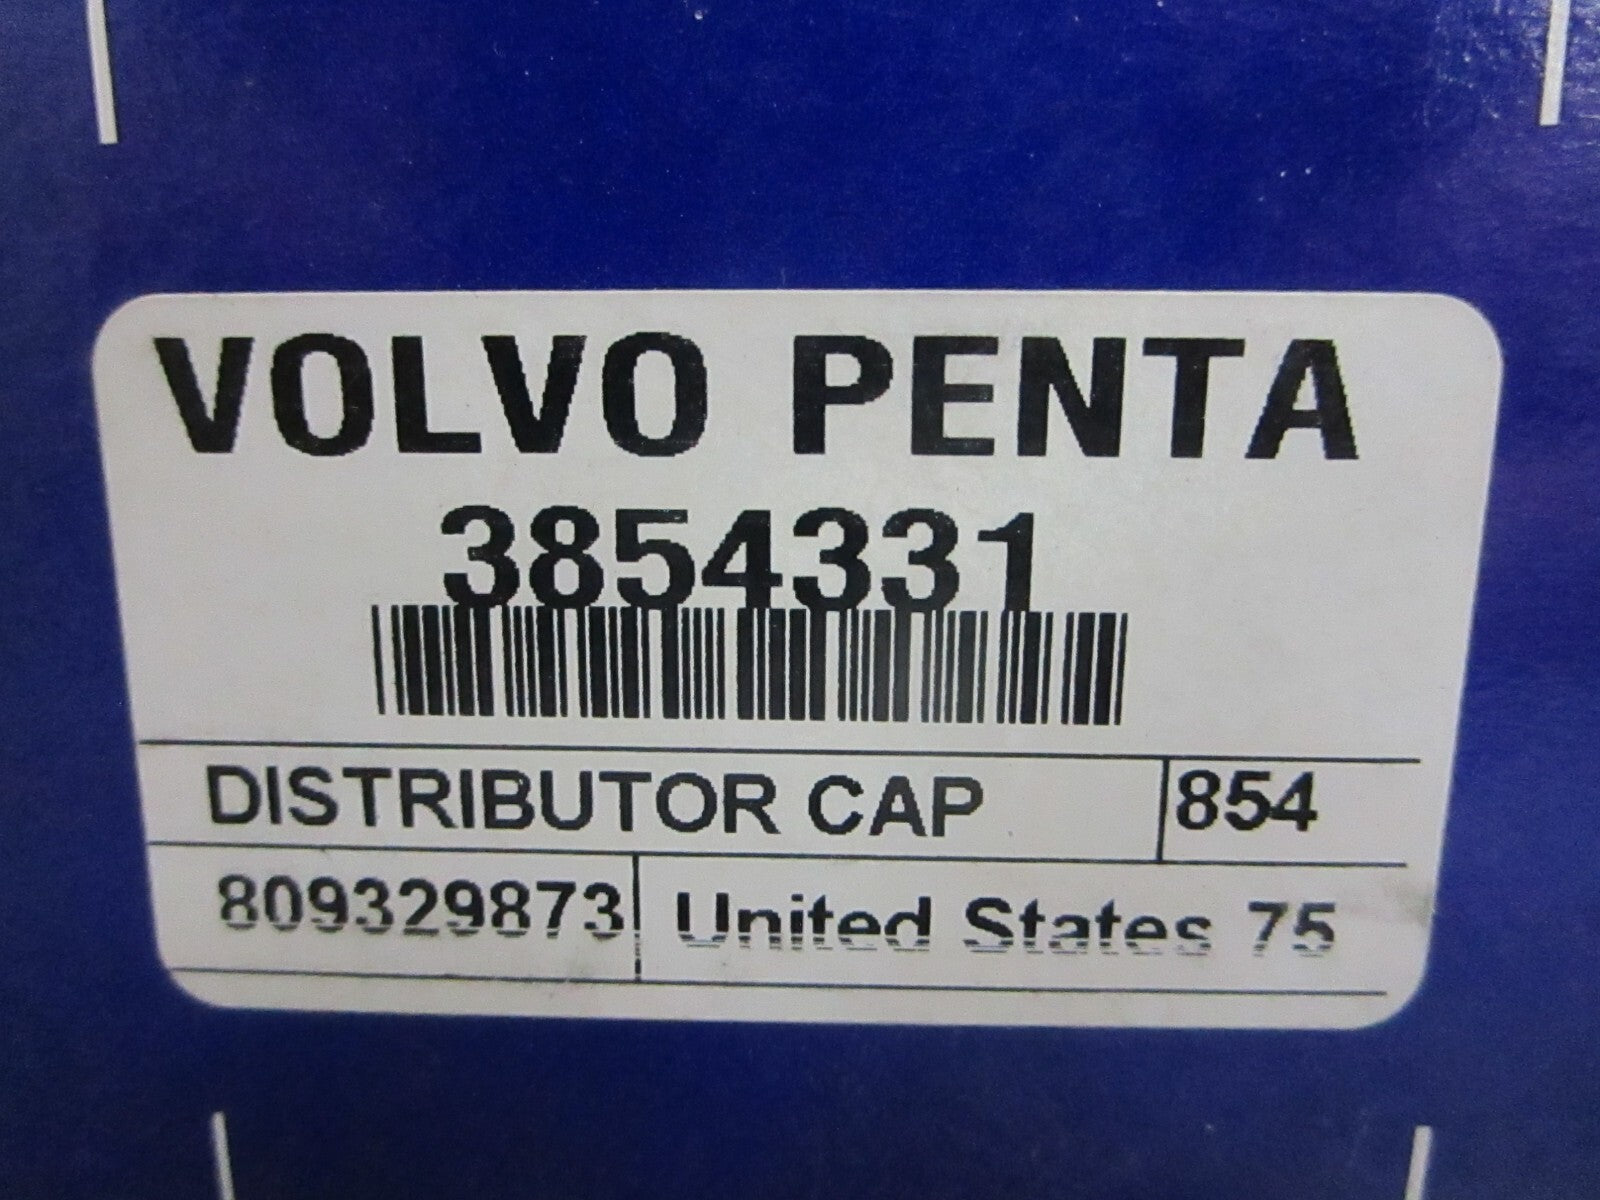 VOLVO PENTA
3854331
DISTRIBUTOR CAP 854
809329873 United States 75